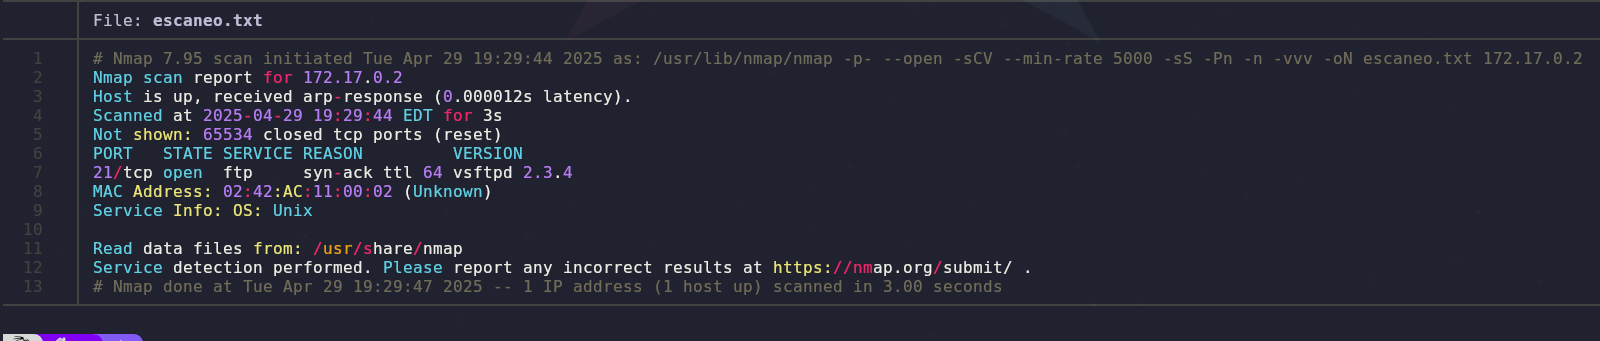 File: escaneo.txt
1 # Nmap 7.95 scan initiated Tue Apr 29 19:29:44 2025 as: /usr/lib/nmap/nmap -p- --open -sCV --min-rate 5000 -sS -Pn -n -vvv -oN escaneo.txt 172.17.0.2
2 Nmap scan report for 172.17.0.2
3 Host is up, received arp-response (0.000012s latency).
4 Scanned at 2025-04-29 19:29:44 EDT for 3s
5 Not shown: 65534 closed tcp ports (reset)
6 PORT   STATE SERVICE REASON         VERSION
7 21/tcp open  ftp     syn-ack ttl 64 vsftpd 2.3.4
8 MAC Address: 02:42:AC:11:00:02 (Unknown)
9 Service Info: OS: Unix
10
11 Read data files from: /usr/share/nmap
12 Service detection performed. Please report any incorrect results at https://nmap.org/submit/ .
13 # Nmap done at Tue Apr 29 19:29:47 2025 -- 1 IP address (1 host up) scanned in 3.00 seconds